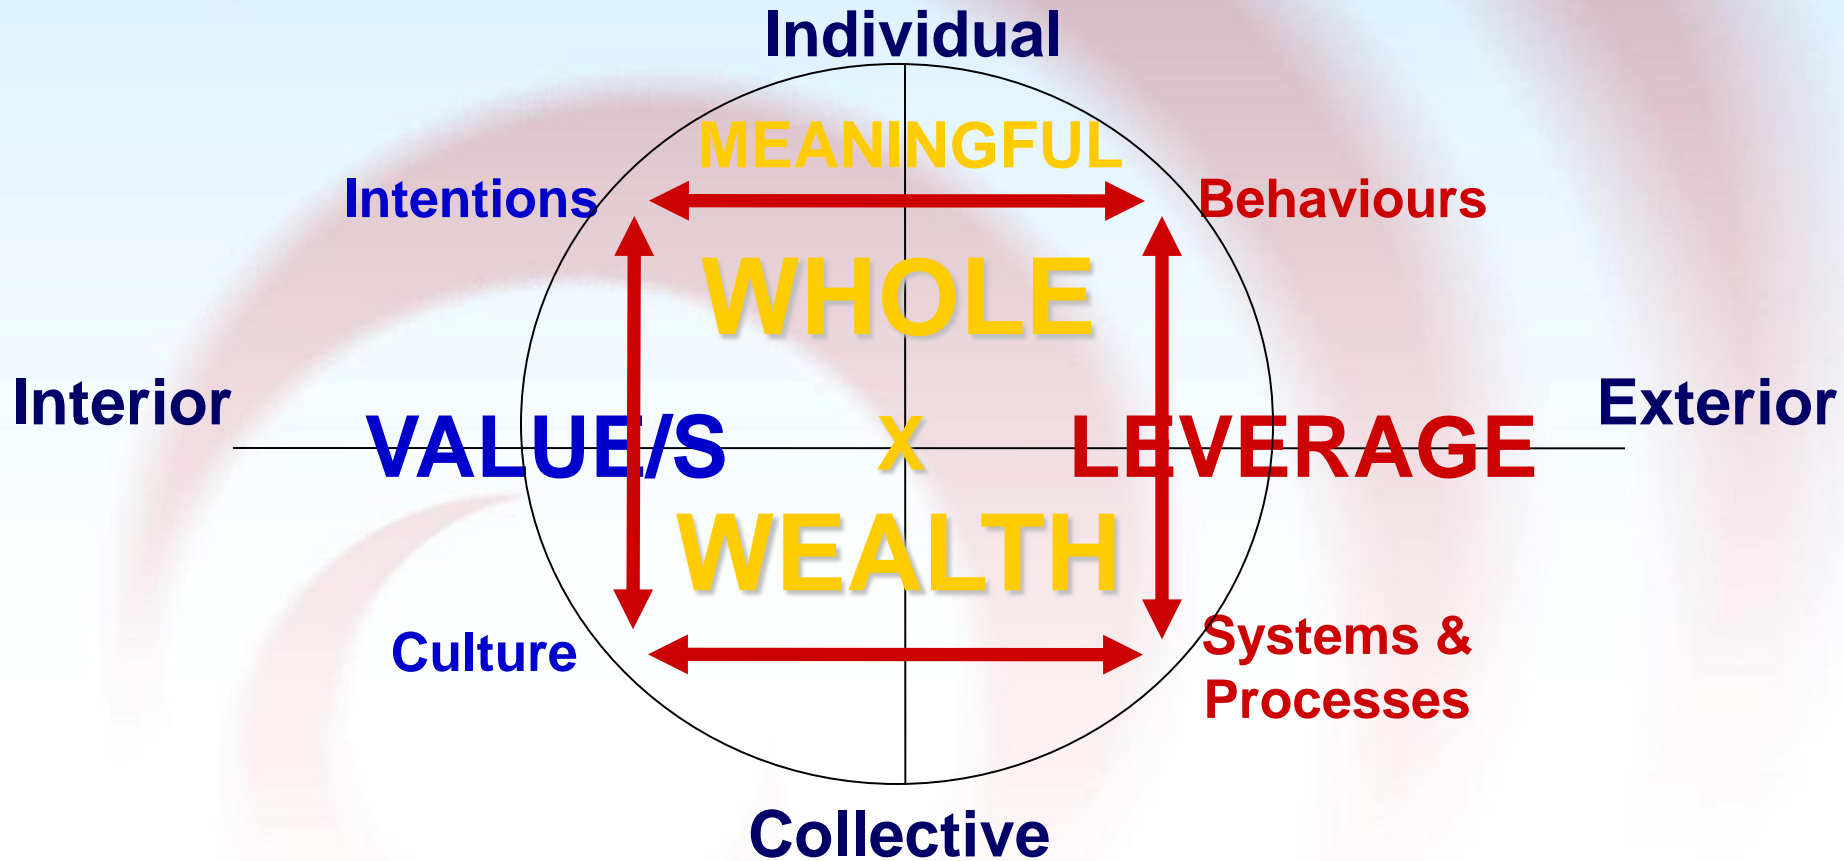 Individual
MEANINGFUL
Intentions
Behaviours
WHOLE
Interior
Exterior
VALUE/S
X
LEVERAGE
WEALTH
Culture
Systems &
Processes
Collective